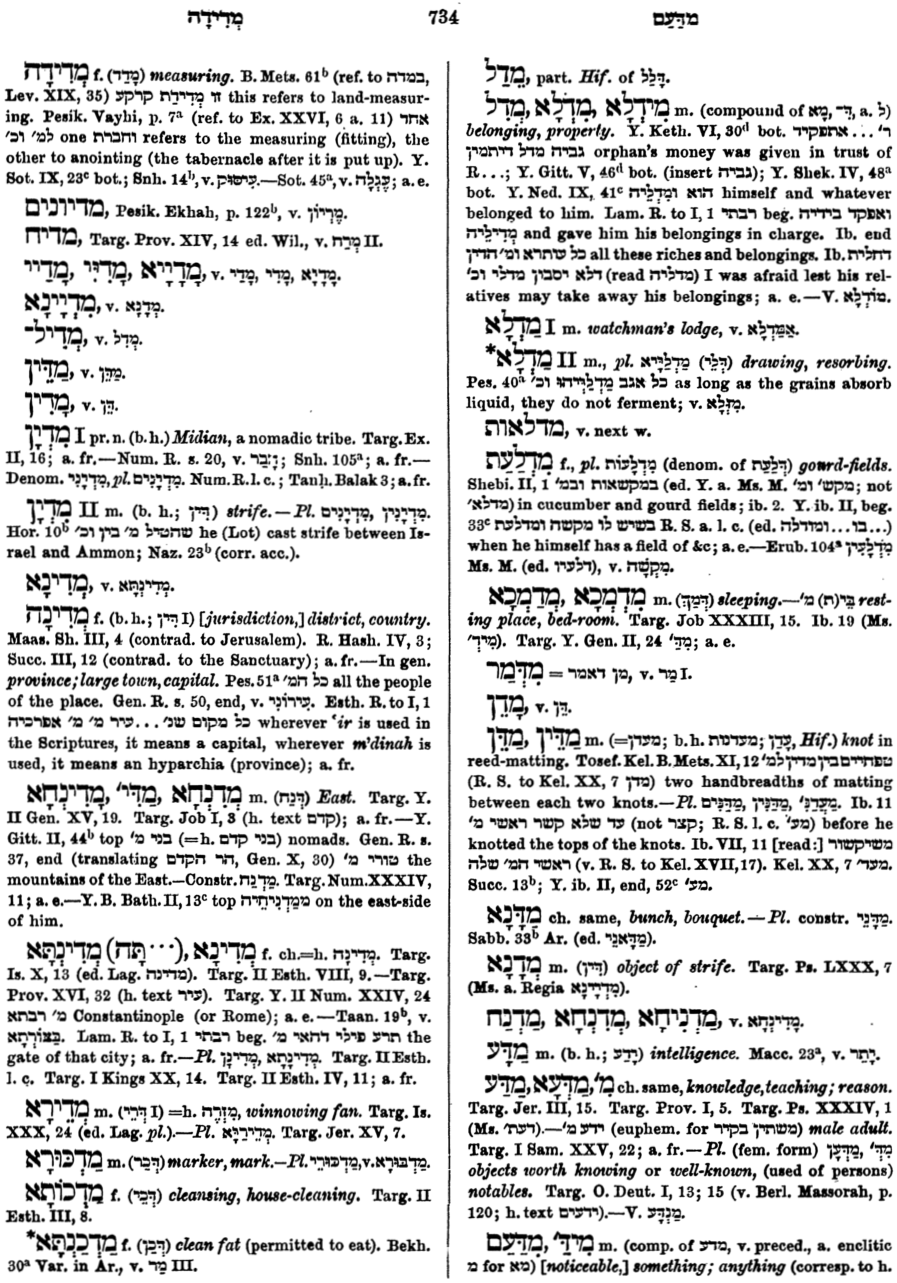 מְדִידָה
734
מִדַּעַם
מְדִידָה f. (מָדַד) measuring. B. Mets. 61b (ref. to במדה,
Lev. XIX, 35) זו מדידת קרקע this refers to land-measur-
ing. Pesik. Vayhi, p. 7a (ref. to Ex. XXVI, 6 a. 11) אחד
למ׳ וכ׳ one וחברת refers to the measuring (fitting), the
other to anointing (the tabernacle after it is put up). Y.
Sot. IX, 23c bot.; Snh. 14b, v. עִישׂוּק.—Sot. 45a, v. עֶגְלָה; a. e.
מדיונים, Pesik. Ekhah, p. 122b, v. מֶרְיוֹן.
מדיח, Targ. Prov. XIV, 14 ed. Wil., v. מְרַח II.
מָדָיֵי, מָדִיִּי, מָדָיֵיא, v. מָדָיָא, מָדִי, מָדַי.
מְדִיְינָא, v. מְדָנָא.
מְדִיל־, v. מְדִל.
מַדִּין, v. מַדֵּן.
מָדִין, v. דֵּן.
מִדְיָן I pr. n. (b. h.) Midian, a nomadic tribe. Targ. Ex.
II, 16; a. fr.—Num. R. s. 20, v. זָבַר; Snh. 105a; a. fr.—
Denom. מִדְיָנִי, pl. מִדְיָנִים. Num. R. l. c.; Tanḥ. Balak 3; a. fr.
מִדְיָן II m. (b. h.; דִּין) strife.—Pl. מִדְיָנִים, מִדְיָנִין.
Hor. 10b שהטיל מ׳ בין וכ׳ he (Lot) cast strife between Is-
rael and Ammon; Naz. 23b (corr. acc.).
מְדִינָא, v. מְדִינְתָּא.
מְדִינָה f. (b. h.; דִּין I) [jurisdiction,] district, country.
Maas. Sh. III, 4 (contrad. to Jerusalem). R. Hash. IV, 3;
Succ. III, 12 (contrad. to the Sanctuary); a. fr.—In gen.
province; large town, capital. Pes. 51a כל המ׳ all the people
of the place. Gen. R. s. 50, end, v. עִירוֹנִי. Esth. R. to I, 1
כל מקום שנ׳... עיר מ׳ מ׳ אפרכיה wherever ‘ir is used in
the Scriptures, it means a capital, wherever m’dinah is
used, it means an hyparchia (province); a. fr.
מְדִינְחָא, מַדִּי׳, מַדְנְחָא m. (דְּנַח) East. Targ. Y.
II Gen. XV, 19. Targ. Job I, 3 (h. text קדם); a. fr.—Y.
Gitt. II, 44b top בני מ׳ (=h. בני קדם) nomads. Gen. R. s.
37, end (translating הר הקדם, Gen. X, 30) טורי מ׳ the
mountains of the East.—Constr. מַדְנַח. Targ. Num. XXXIV,
11; a. e.—Y. B. Bath. II, 13c top ממַדְנִיחֵיה on the east-side
of him.
מְדִינָא, (תָּה ···) מְדִינְתָּא f. ch.=h. מְדִינָה. Targ.
Is. X, 13 (ed. Lag. מדינה). Targ. II Esth. VIII, 9.—Targ.
Prov. XVI, 32 (h. text עיר). Targ. Y. II Num. XXIV, 24
מ׳ רבתא Constantinople (or Rome); a. e.—Taan. 19b, v.
בְּצוֹרְתָא. Lam. R. to I, 1 רבתי beg. תרע פילי דהאי מ׳ the
gate of that city; a. fr.—Pl. מְדִינָתָא, מְדִינָן. Targ. II Esth.
l. c. Targ. I Kings XX, 14. Targ. II Esth. IV, 11; a. fr.
מְדֵירָא m. (דְּרֵי I) =h. מִזְרֶה, winnowing fan. Targ. Is.
XXX, 24 (ed. Lag. pl.).—Pl. מְדֵירַיָּא. Targ. Jer. XV, 7.
מַדְכּוּרָא m. (דְּכַר) marker, mark.—Pl. מַדְכּוּרֵי, v. מַדְבּוּרָא.
מַדְכּוֹתָא f. (דְּכֵי) cleansing, house-cleaning. Targ. II
Esth. III, 8.
*מַדְכַנְתָּא f. (דְּכַן) clean fat (permitted to eat). Bekh.
30a Var. in Ar., v. מַד III.
מֵדֵל, part. Hif. of דָּלַל.
מְדִל, מְדִלָא, מִידְלָא m. (compound of מָא, דְּ־, a. ל)
belonging, property. Y. Keth. VI, 30d bot. אתפקיד ... ר׳
גביה מדל דיתמין orphan's money was given in trust of
R...; Y. Gitt. V, 46d bot. (insert גביה); Y. Shek. IV, 48a
bot. Y. Ned. IX, 41c הוא ומִדְלֵיה himself and whatever
belonged to him. Lam. R. to I, 1 רבתי beg. ואפקד בידיה
מְדִילֵיה and gave him his belongings in charge. Ib. end
כל עותרא ומ׳ הדין all these riches and belongings. Ib. דחלית
דלא יסבון מדלי וכ׳ (read מדליה) I was afraid lest his rel-
atives may take away his belongings; a. e.—V. מוֹדְלָא.
מַדְלָא I m. watchman's lodge, v. אֲמַדְלָא.
*מַדְלָא II m., pl. מַדְלַיָּיא (דְּלֵי) drawing, resorbing.
Pes. 40a כל אגב מַדְלַיְיהוּ וכ׳ as long as the grains absorb
liquid, they do not ferment; v. מַזְּלָא.
מדלאות, v. next w.
מִדְלַעַת f., pl. מִדְלָעוֹת (denom. of דְּלַעַת) gourd-fields.
Shebi. II, 1 במקשאות ובמ׳ (ed. Y. a. Ms. M. מקש׳ ומ׳; not
מדלא׳) in cucumber and gourd fields; ib. 2. Y. ib. II, beg.
33c בשיש לו מקשה ומדלעת R. S. a. l. c. (ed. בו...ומודלה...)
when he himself has a field of &c; a. e.—Erub. 104a מִדְלָעִין
Ms. M. (ed. דלעיו), v. מִקְשָׁה.
מִדְמְכָא, מַדְמְכָא m. (דְּמַךְ) sleeping.—בֵּי(ת) מ׳ rest-
ing place, bed-room. Targ. Job XXXIII, 15. Ib. 19 (Ms.
מִיד׳). Targ. Y. Gen. II, 24 מַדְּ׳; a. e.
מִדְּמַר = מן דאמר, v. מַר I.
מָדֵן, v. דֵּן.
מַדֵּן, מַדִּין m. (=מעדן; b. h. מעדנות; עָדַן, Hif.) knot in
reed-matting. Tosef. Kel. B. Mets. XI, 12 טפחיים בין מדין למ׳
(R. S. to Kel. XX, 7 מדן) two handbreadths of matting
between each two knots.—Pl. מַדַּנִּים, מַדַּנִּין, מַעֲדַנִּ׳. Ib. 11
עד שלא קשר ראשי מ׳ (not קצר; R. S. l. c. מע׳) before he
knotted the tops of the knots. Ib. VII, 11 [read:] משיקשור
ראשי המ׳ שלה (v. R. S. to Kel. XVII, 17). Kel. XX, 7 מעד׳.
Succ. 13b; Y. ib. II, end, 52c מע׳.
מַדָּנָא ch. same, bunch, bouquet.—Pl. constr. מַדָּנֵי.
Sabb. 33b Ar. (ed. מַדָּאנֵי).
מְדָנָא m. (דִּין) object of strife. Targ. Ps. LXXX, 7
(Ms. a. Regia מְדִיְינָא).
מַדְנַח, מַדְנְחָא, מַדְנִיחָא, v. מְדִינְחָא.
מַדָּע m. (b. h.; יָדַע) intelligence. Macc. 23a, v. יֶתֶר.
מַדַּע, מַדְּעָא, מ׳ ch. same, knowledge, teaching; reason.
Targ. Jer. III, 15. Targ. Prov. I, 5. Targ. Ps. XXXIV, 1
(Ms. דעת׳).—ידע מ׳ (euphem. for משתין בקיר) male adult.
Targ. I Sam. XXV, 22; a. fr.—Pl. (fem. form) מַדְּעָן, מִדְּ׳
objects worth knowing or well-known, (used of persons)
notables. Targ. O. Deut. I, 13; 15 (v. Berl. Massorah, p.
120; h. text ידעים).—V. מַנְדַּע.
מִידַּ׳, מִדַּעַם m. (comp. of מדע, v. preced., a. enclitic
מ for מא) [noticeable,] something; anything (corresp. to h.